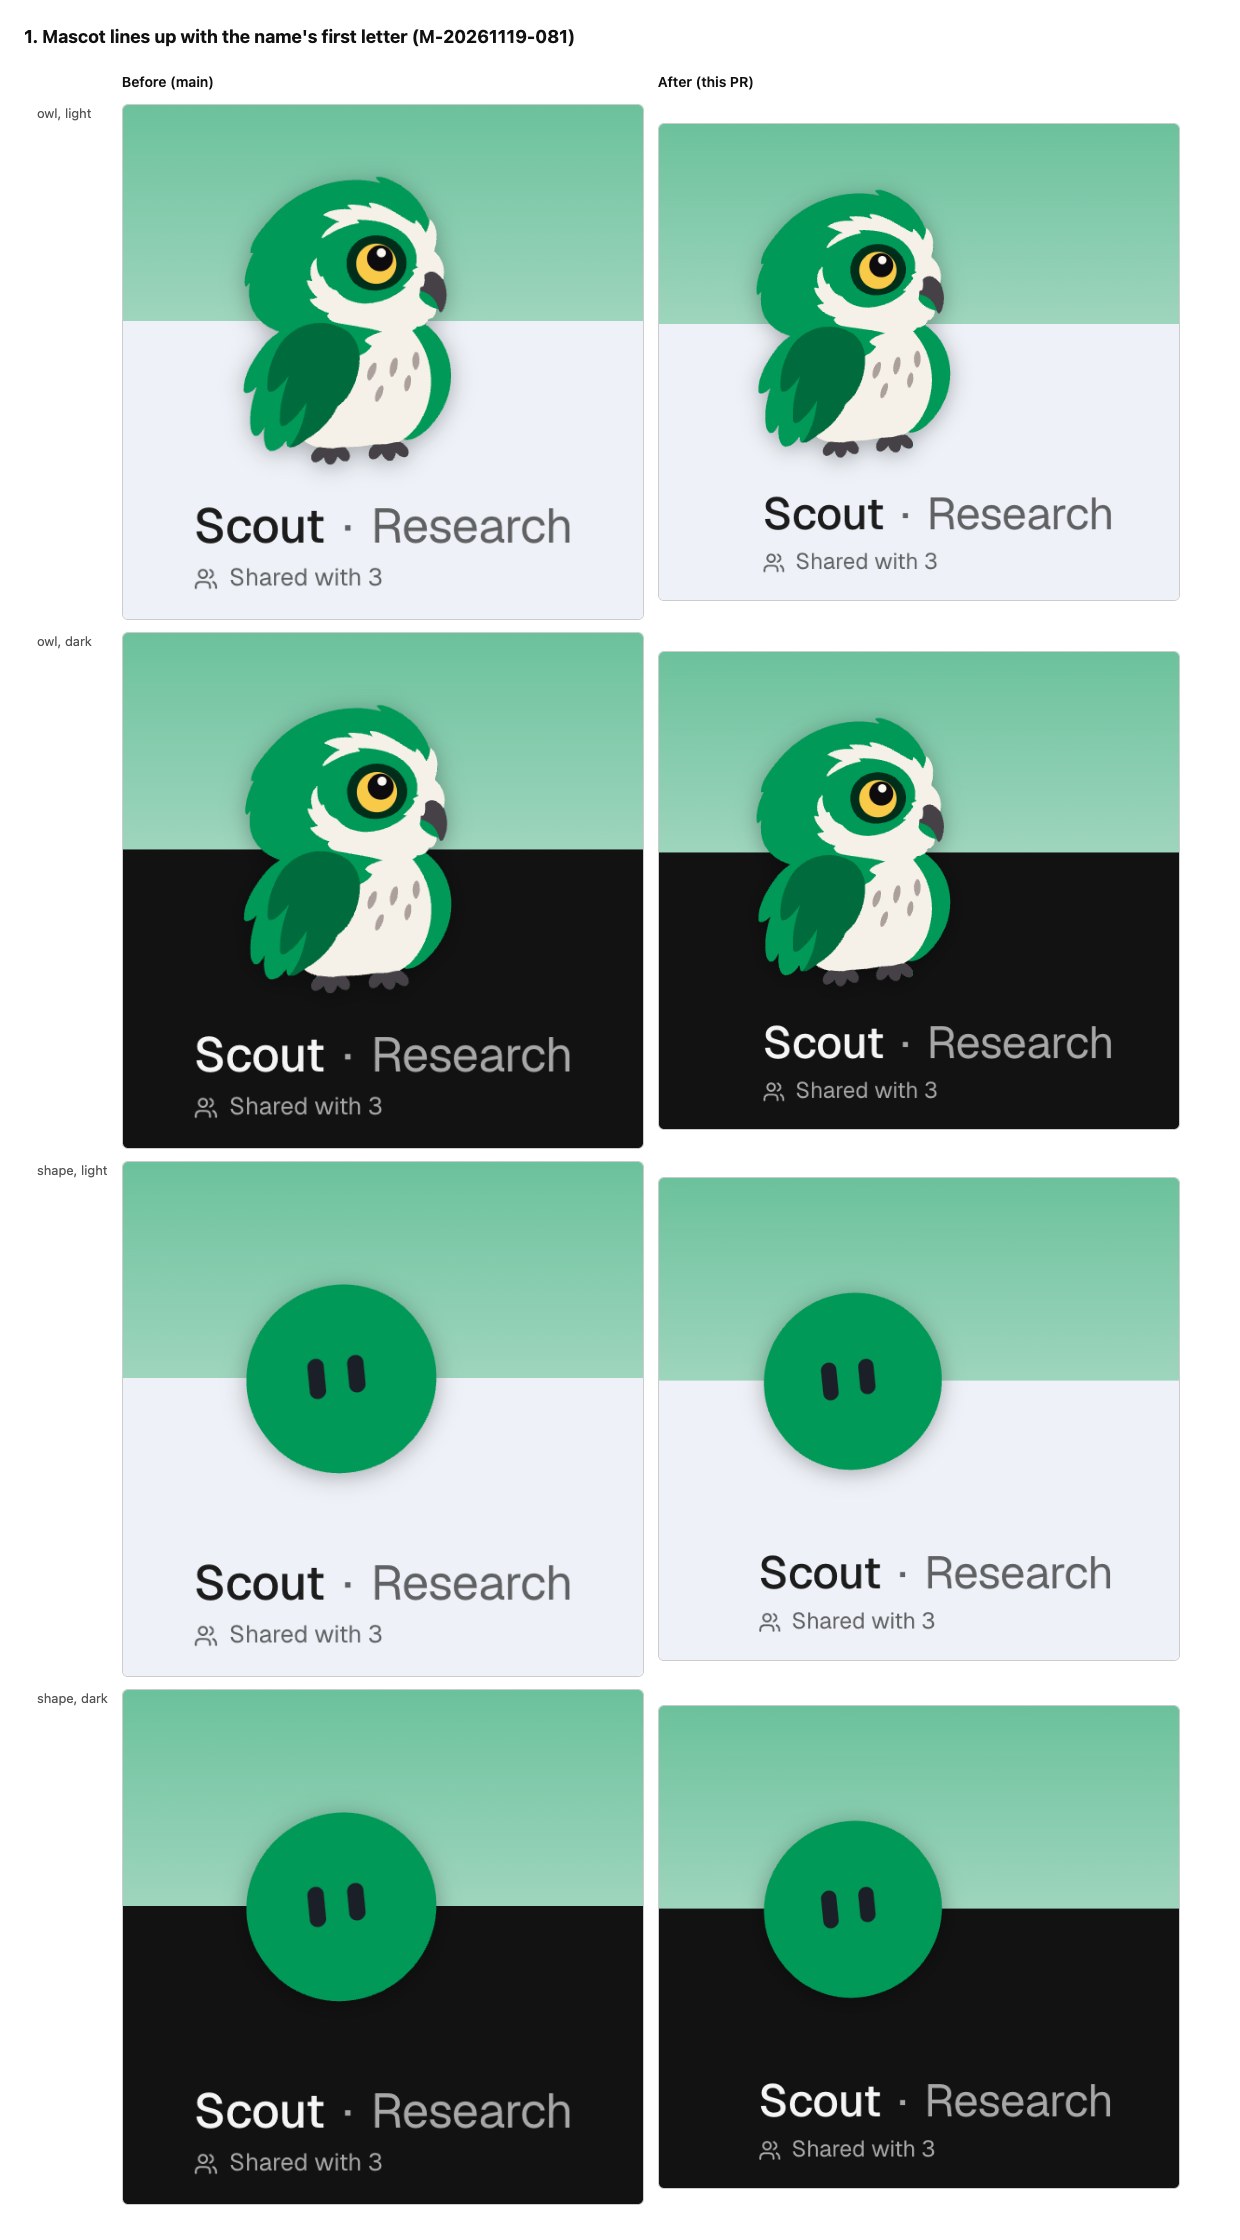 1. Mascot lines up with the name's first letter (M-20261119-081)
Before (main)
After (this PR)
owl, light
Scout · Research
Shared with 3
Scout · Research
Shared with 3
owl, dark
Scout · Research
Shared with 3
Scout · Research
Shared with 3
shape, light
Scout · Research
Shared with 3
Scout · Research
Shared with 3
shape, dark
Scout · Research
Shared with 3
Scout · Research
Shared with 3